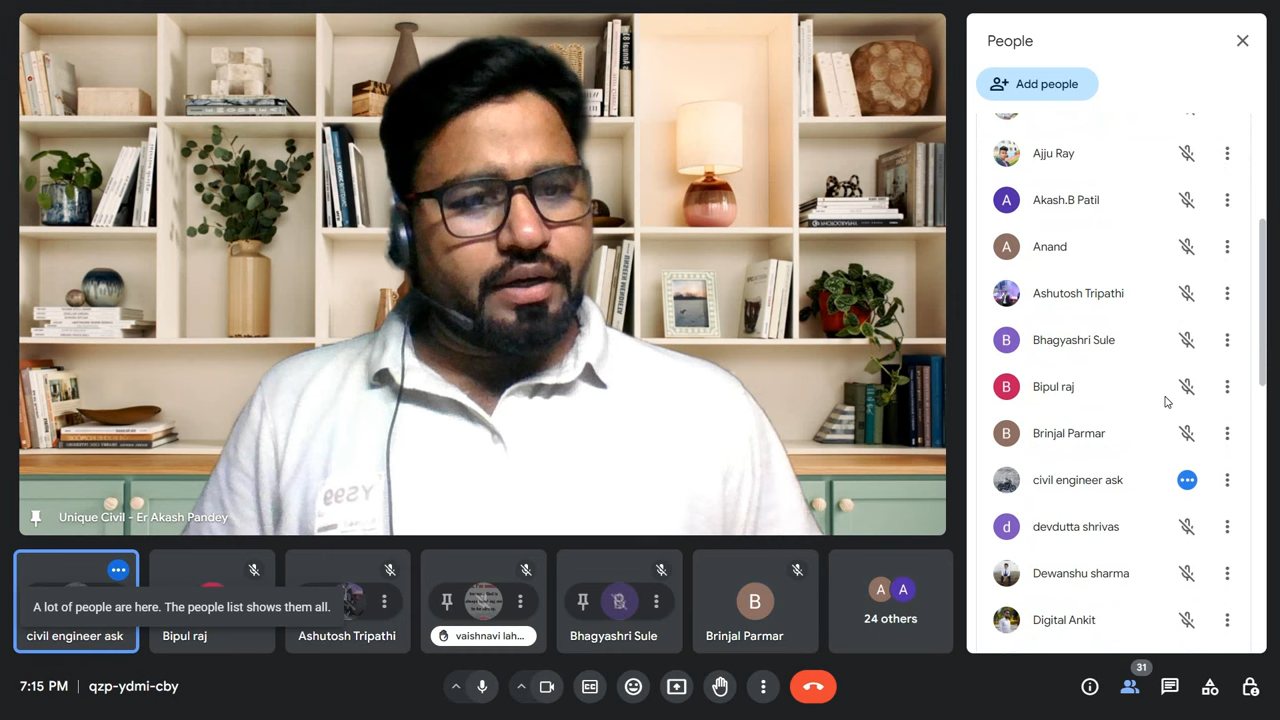 Unique Civil - Er Akash Pandey
A lot of people are here. The people list shows them all.
civil engineer ask
Bipul raj
Ashutosh Tripathi
vaishnavi lah...
Bhagyashri Sule
B
Brinjal Parmar
A A
24 others
7:15 PM | qzp-ydmi-cby
People
Add people
Ajju Ray
A Akash.B Patil
A Anand
Ashutosh Tripathi
B Bhagyashri Sule
B Bipul raj
B Brinjal Parmar
civil engineer ask
d devdutta shrivas
Dewanshu sharma
Digital Ankit
31